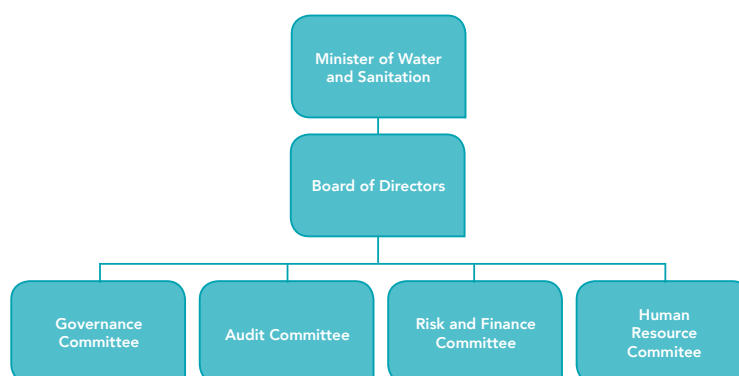 Minister of Water
and Sanitation
Board of Directors
Governance
Committee
Audit Committee
Risk and Finance
Committee
Human
Resource
Commitee